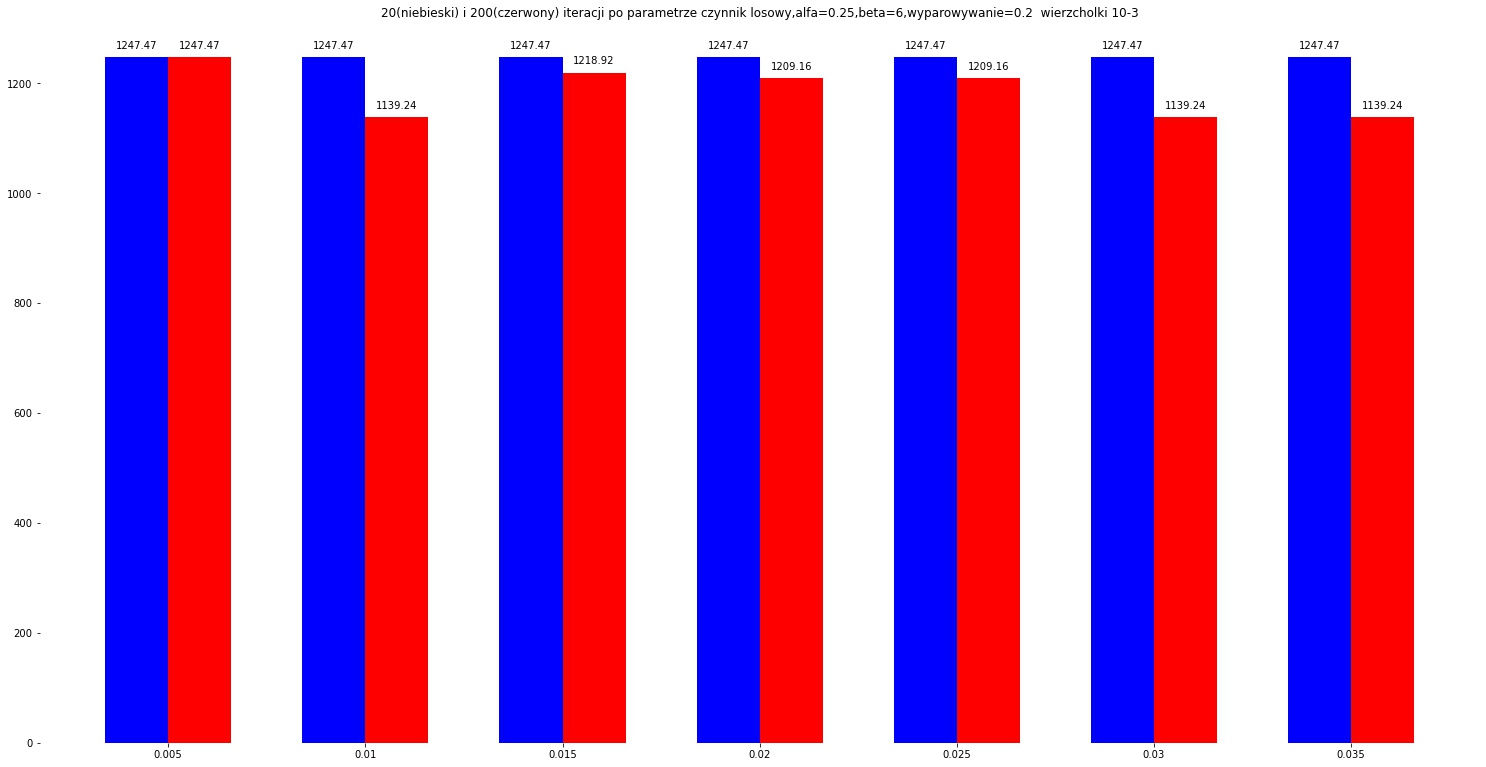 20(niebieski) i 200(czerwony) iteracji po parametrze czynnik losowy,alfa=0.25,beta=6,wyparowywanie=0.2  wierzcholki 10-3
1247.47 1247.47 1247.47 1139.24 1247.47 1218.92 1247.47 1209.16 1247.47 1209.16 1247.47 1139.24 1247.47 1139.24
1200
1000
800
600
400
200
0
0.005 0.01 0.015 0.02 0.025 0.03 0.035